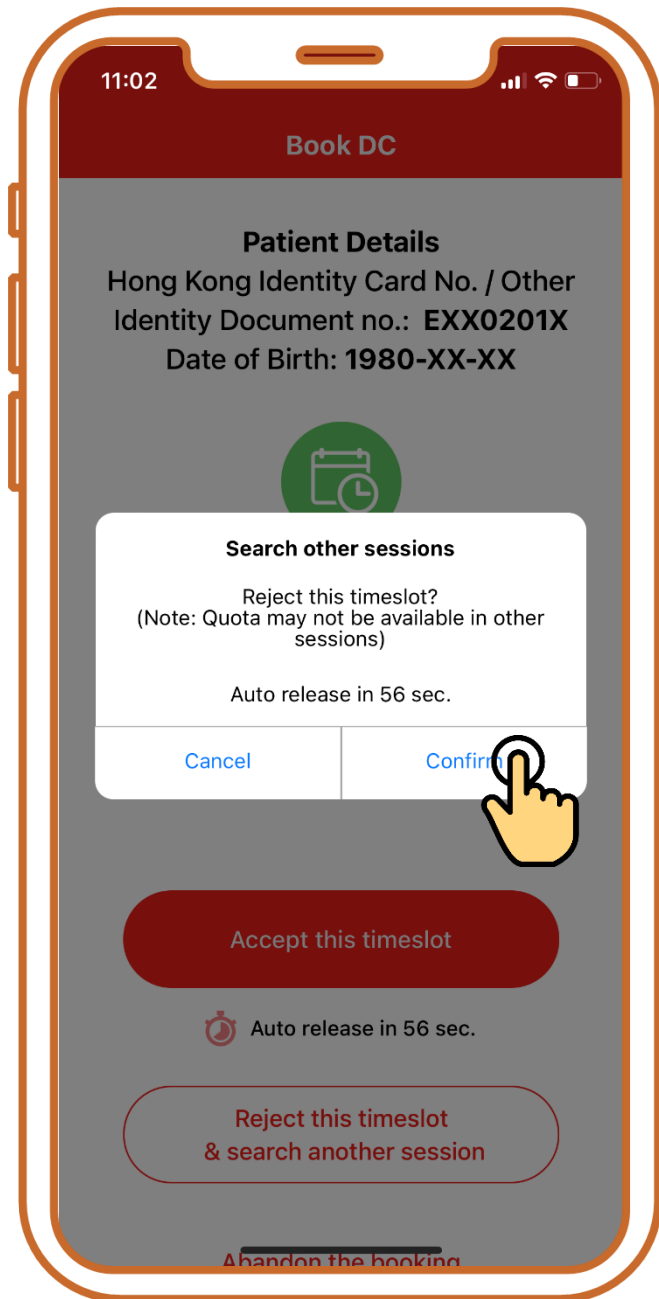 11:02
Book DC
Patient Details
Hong Kong Identity Card No. / Other
Identity Document no.: EXX0201X
Date of Birth: 1980-XX-XX
Search other sessions
Reject this timeslot?
(Note: Quota may not be available in other
sessions)
Auto release in 56 sec.
Cancel
Confirm
Accept this timeslot
Auto release in 56 sec.
Reject this timeslot
& search another session
Abandon the booking